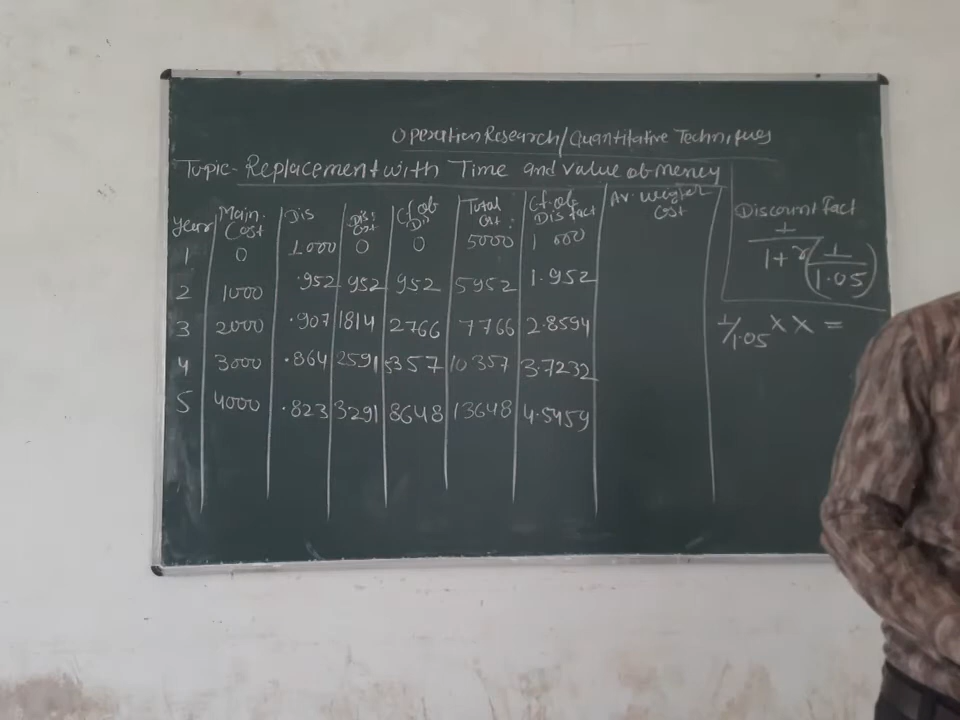 Operation Research/Quantitative Techniques
Topic- Replacement with Time and value of money
Year Main. Cost Dis Dis: Cost Cf of Dis Total Cost: Cf. of Dis fact Av. Weigter Cost
1 0 1.000 0 0 5000 1.000
2 1000 .952 952 952 5952 1.952
3 2000 .907 1814 2766 7766 2.8594
4 3000 .864 2591 5357 10357 3.7232
5 4000 .823 3291 8648 13648 4.5459
Discount fact
1/1+r (1/1.05)
1/1.05 x x =